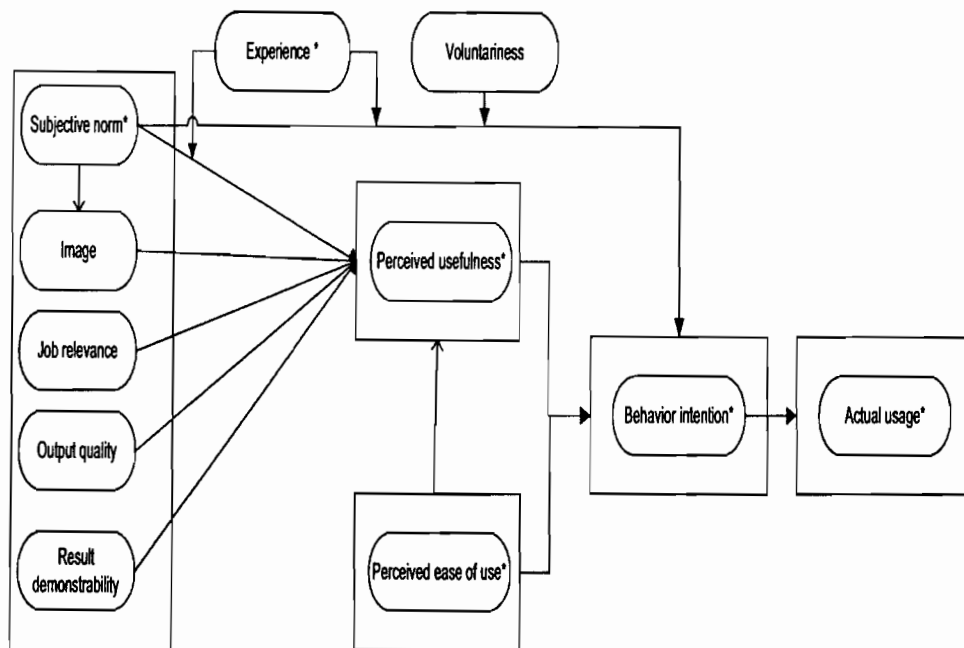 Experience *
Voluntariness
Subjective norm*
Image
Perceived usefulness*
Job relevance
Behavior intention*
Actual usage*
Output quality
Result
demonstrability
Perceived ease of use*